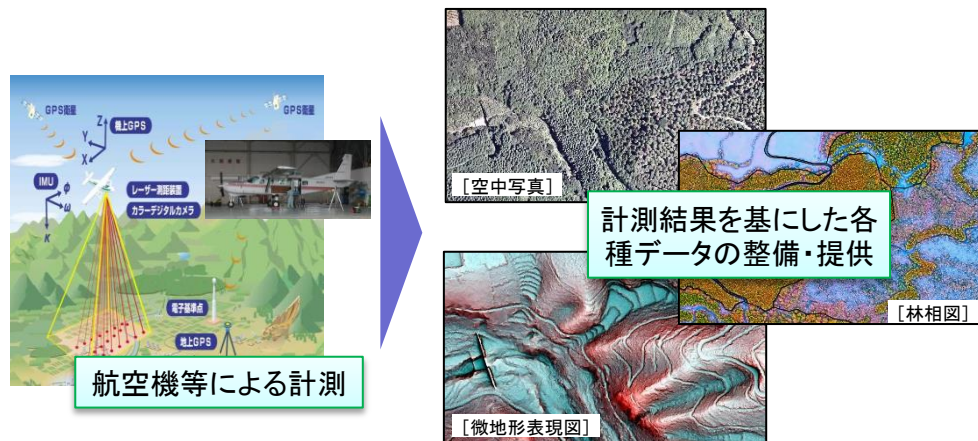 GPS衛星
GPS衛星
Z
機上GPS
Y
X
IMU
φ
ω
κ
レーザー測距装置
カラーデジタルカメラ
電子基準点
地上GPS
航空機等による計測
[空中写真]
計測結果を基にした各
種データの整備・提供
[林相図]
[微地形表現図]